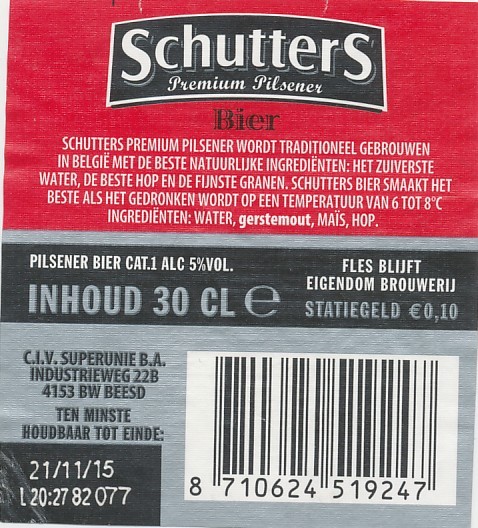 SchutterS
Premium Pilsener
Bier
SCHUTTERS PREMIUM PILSENER WORDT TRADITIONEEL GEBROUWEN
IN BELGIË MET DE BESTE NATUURLIJKE INGREDIËNTEN: HET ZUIVERSTE
WATER, DE BESTE HOP EN DE FIJNSTE GRANEN. SCHUTTERS BIER SMAAKT HET
BESTE ALS HET GEDRONKEN WORDT OP EEN TEMPERATUUR VAN 6 TOT 8°C
INGREDIËNTEN: WATER, gerstemout, MAÏS, HOP.
PILSENER BIER CAT.1 ALC 5%VOL.
INHOUD 30 CL e
FLES BLIJFT
EIGENDOM BROUWERIJ
STATIEGELD €0,10
C.I.V. SUPERUNIE B.A.
INDUSTRIEWEG 22B
4153 BW BEESD
TEN MINSTE
HOUDBAAR TOT EINDE:
21/11/15
L20:27 82 077
8 710624 519247